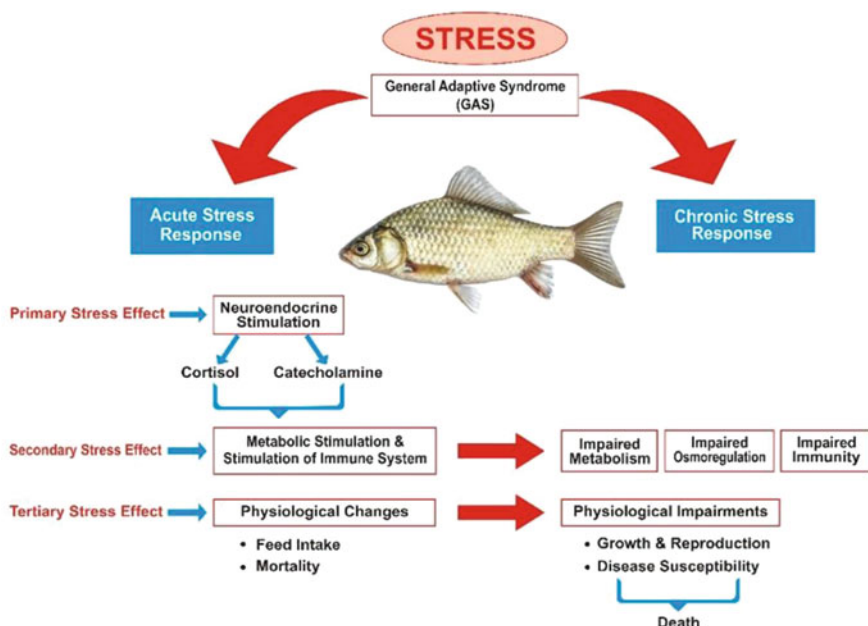 STRESS
General Adaptive Syndrome
(GAS)
Acute Stress
Response
Chronic Stress
Response
Primary Stress Effect
Neuroendocrine
Stimulation
Cortisol
Catecholamine
Secondary Stress Effect
Metabolic Stimulation &
Stimulation of Immune System
Impaired
Metabolism
Impaired
Osmoregulation
Impaired
Immunity
Tertiary Stress Effect
Physiological Changes
Physiological Impairments
• Feed Intake
• Mortality
• Growth & Reproduction
• Disease Susceptibility
Death